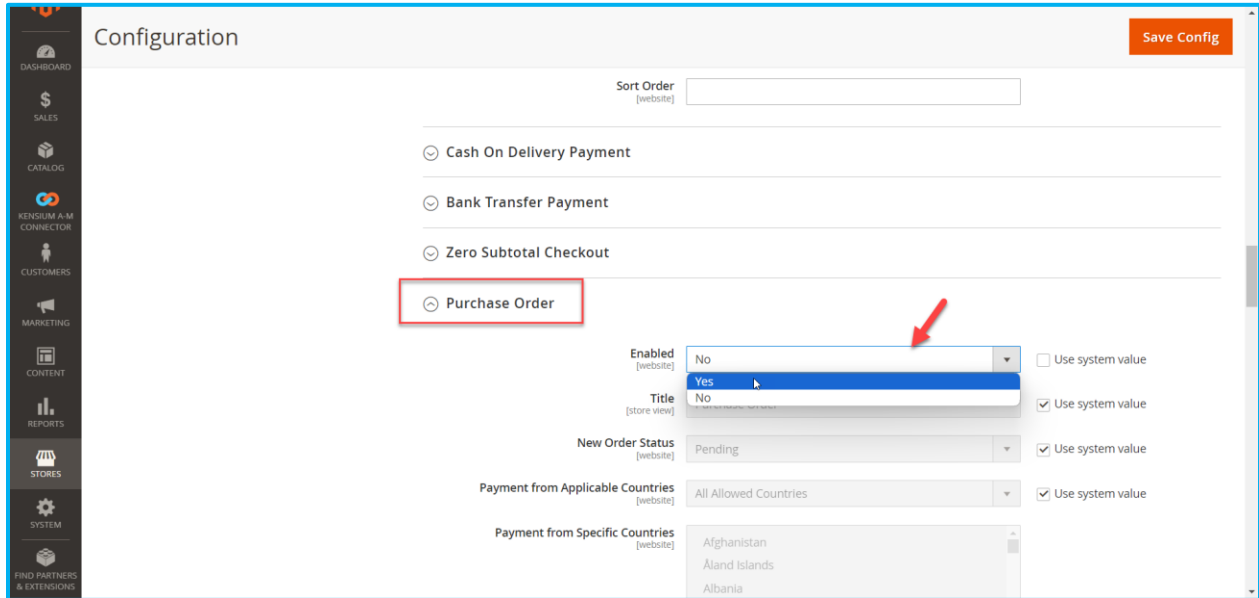 Configuration
Save Config
DASHBOARD
SALES
CATALOG
KENSIUM A-M
CONNECTOR
CUSTOMERS
MARKETING
CONTENT
REPORTS
STORES
SYSTEM
FIND PARTNERS
& EXTENSIONS
Sort Order
[website]
Cash On Delivery Payment
Bank Transfer Payment
Zero Subtotal Checkout
Purchase Order
Enabled
[website]
No
Use system value
Yes
No
Title
[store view]
Purchase Order
Use system value
New Order Status
[website]
Pending
Use system value
Payment from Applicable Countries
[website]
All Allowed Countries
Use system value
Payment from Specific Countries
[website]
Afghanistan
Åland Islands
Albania